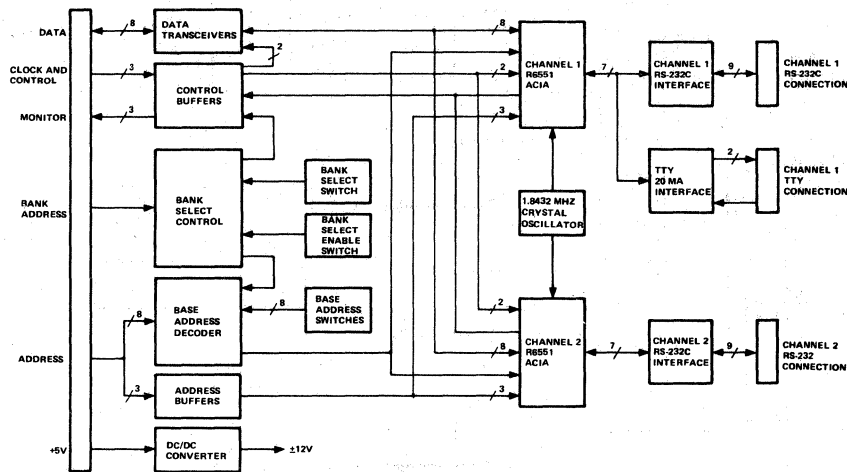 DATA
8
DATA
TRANSCEIVERS
2
CLOCK AND
CONTROL
3
CONTROL
BUFFERS
MONITOR
3
BANK
ADDRESS
BANK
SELECT
CONTROL
BANK
SELECT
SWITCH
BANK
SELECT
ENABLE
SWITCH
8
BASE
ADDRESS
DECODER
8
BASE
ADDRESS
SWITCHES
ADDRESS
3
ADDRESS
BUFFERS
+5V
DC/DC
CONVERTER
±12V
8
2
3
CHANNEL 1
R6551
ACIA
7
CHANNEL 1
RS-232C
INTERFACE
9
CHANNEL 1
RS-232C
CONNECTION
TTY
20 MA
INTERFACE
2
CHANNEL 1
TTY
CONNECTION
1.8432 MHZ
CRYSTAL
OSCILLATOR
2
8
3
CHANNEL 2
R6551
ACIA
7
CHANNEL 2
RS-232C
INTERFACE
9
CHANNEL 2
RS-232
CONNECTION